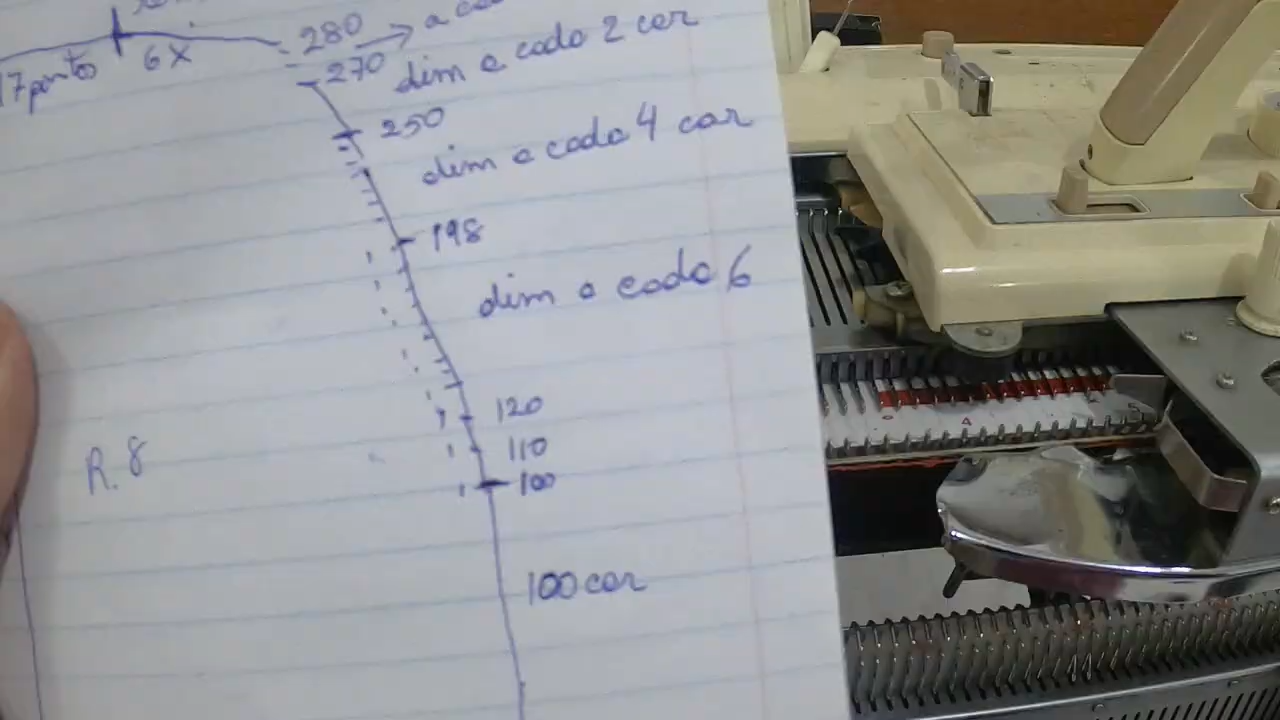 280 → a
17 ponto 6x
270 dim a cada 2 car
250
dim a cada 4 car
198
dim a cada 6
120
110
R.8
100
100 car